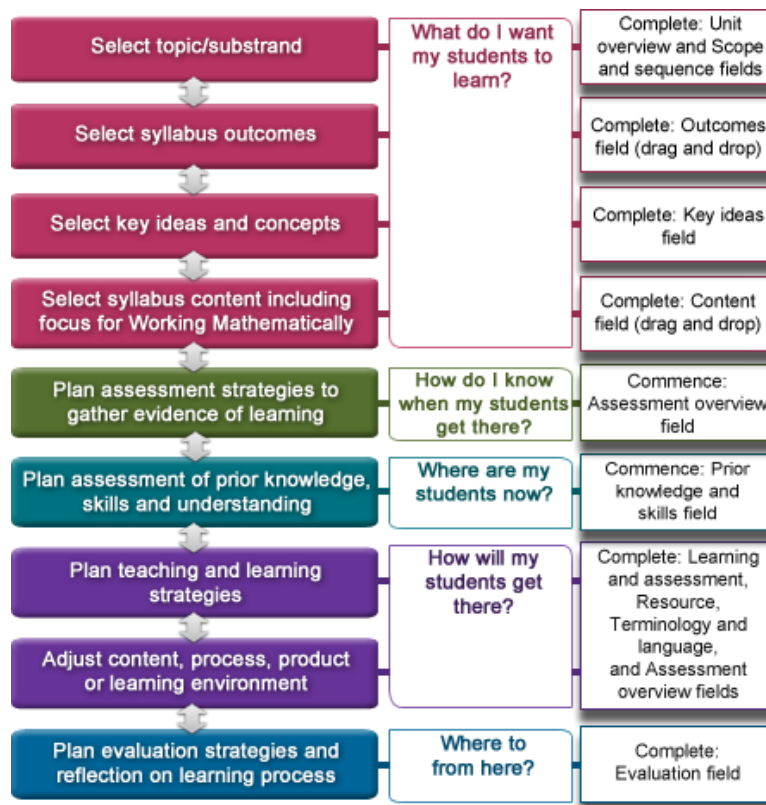 Select topic/substrand
What do I want
my students to
learn?
Complete: Unit
overview and Scope
and sequence fields
Select syllabus outcomes
Complete: Outcomes
field (drag and drop)
Select key ideas and concepts
Complete: Key ideas
field
Select syllabus content including
focus for Working Mathematically
Complete: Content
field (drag and drop)
Plan assessment strategies to
gather evidence of learning
How do I know
when my students
get there?
Commence:
Assessment overview
field
Plan assessment of prior knowledge,
skills and understanding
Where are my
students now?
Commence: Prior
knowledge and
skills field
Plan teaching and learning
strategies
How will my
students get
there?
Complete: Learning
and assessment,
Resource,
Terminology and
language,
and Assessment
overview fields
Adjust content, process, product
or learning environment
Plan evaluation strategies and
reflection on learning process
Where to
from here?
Complete:
Evaluation field